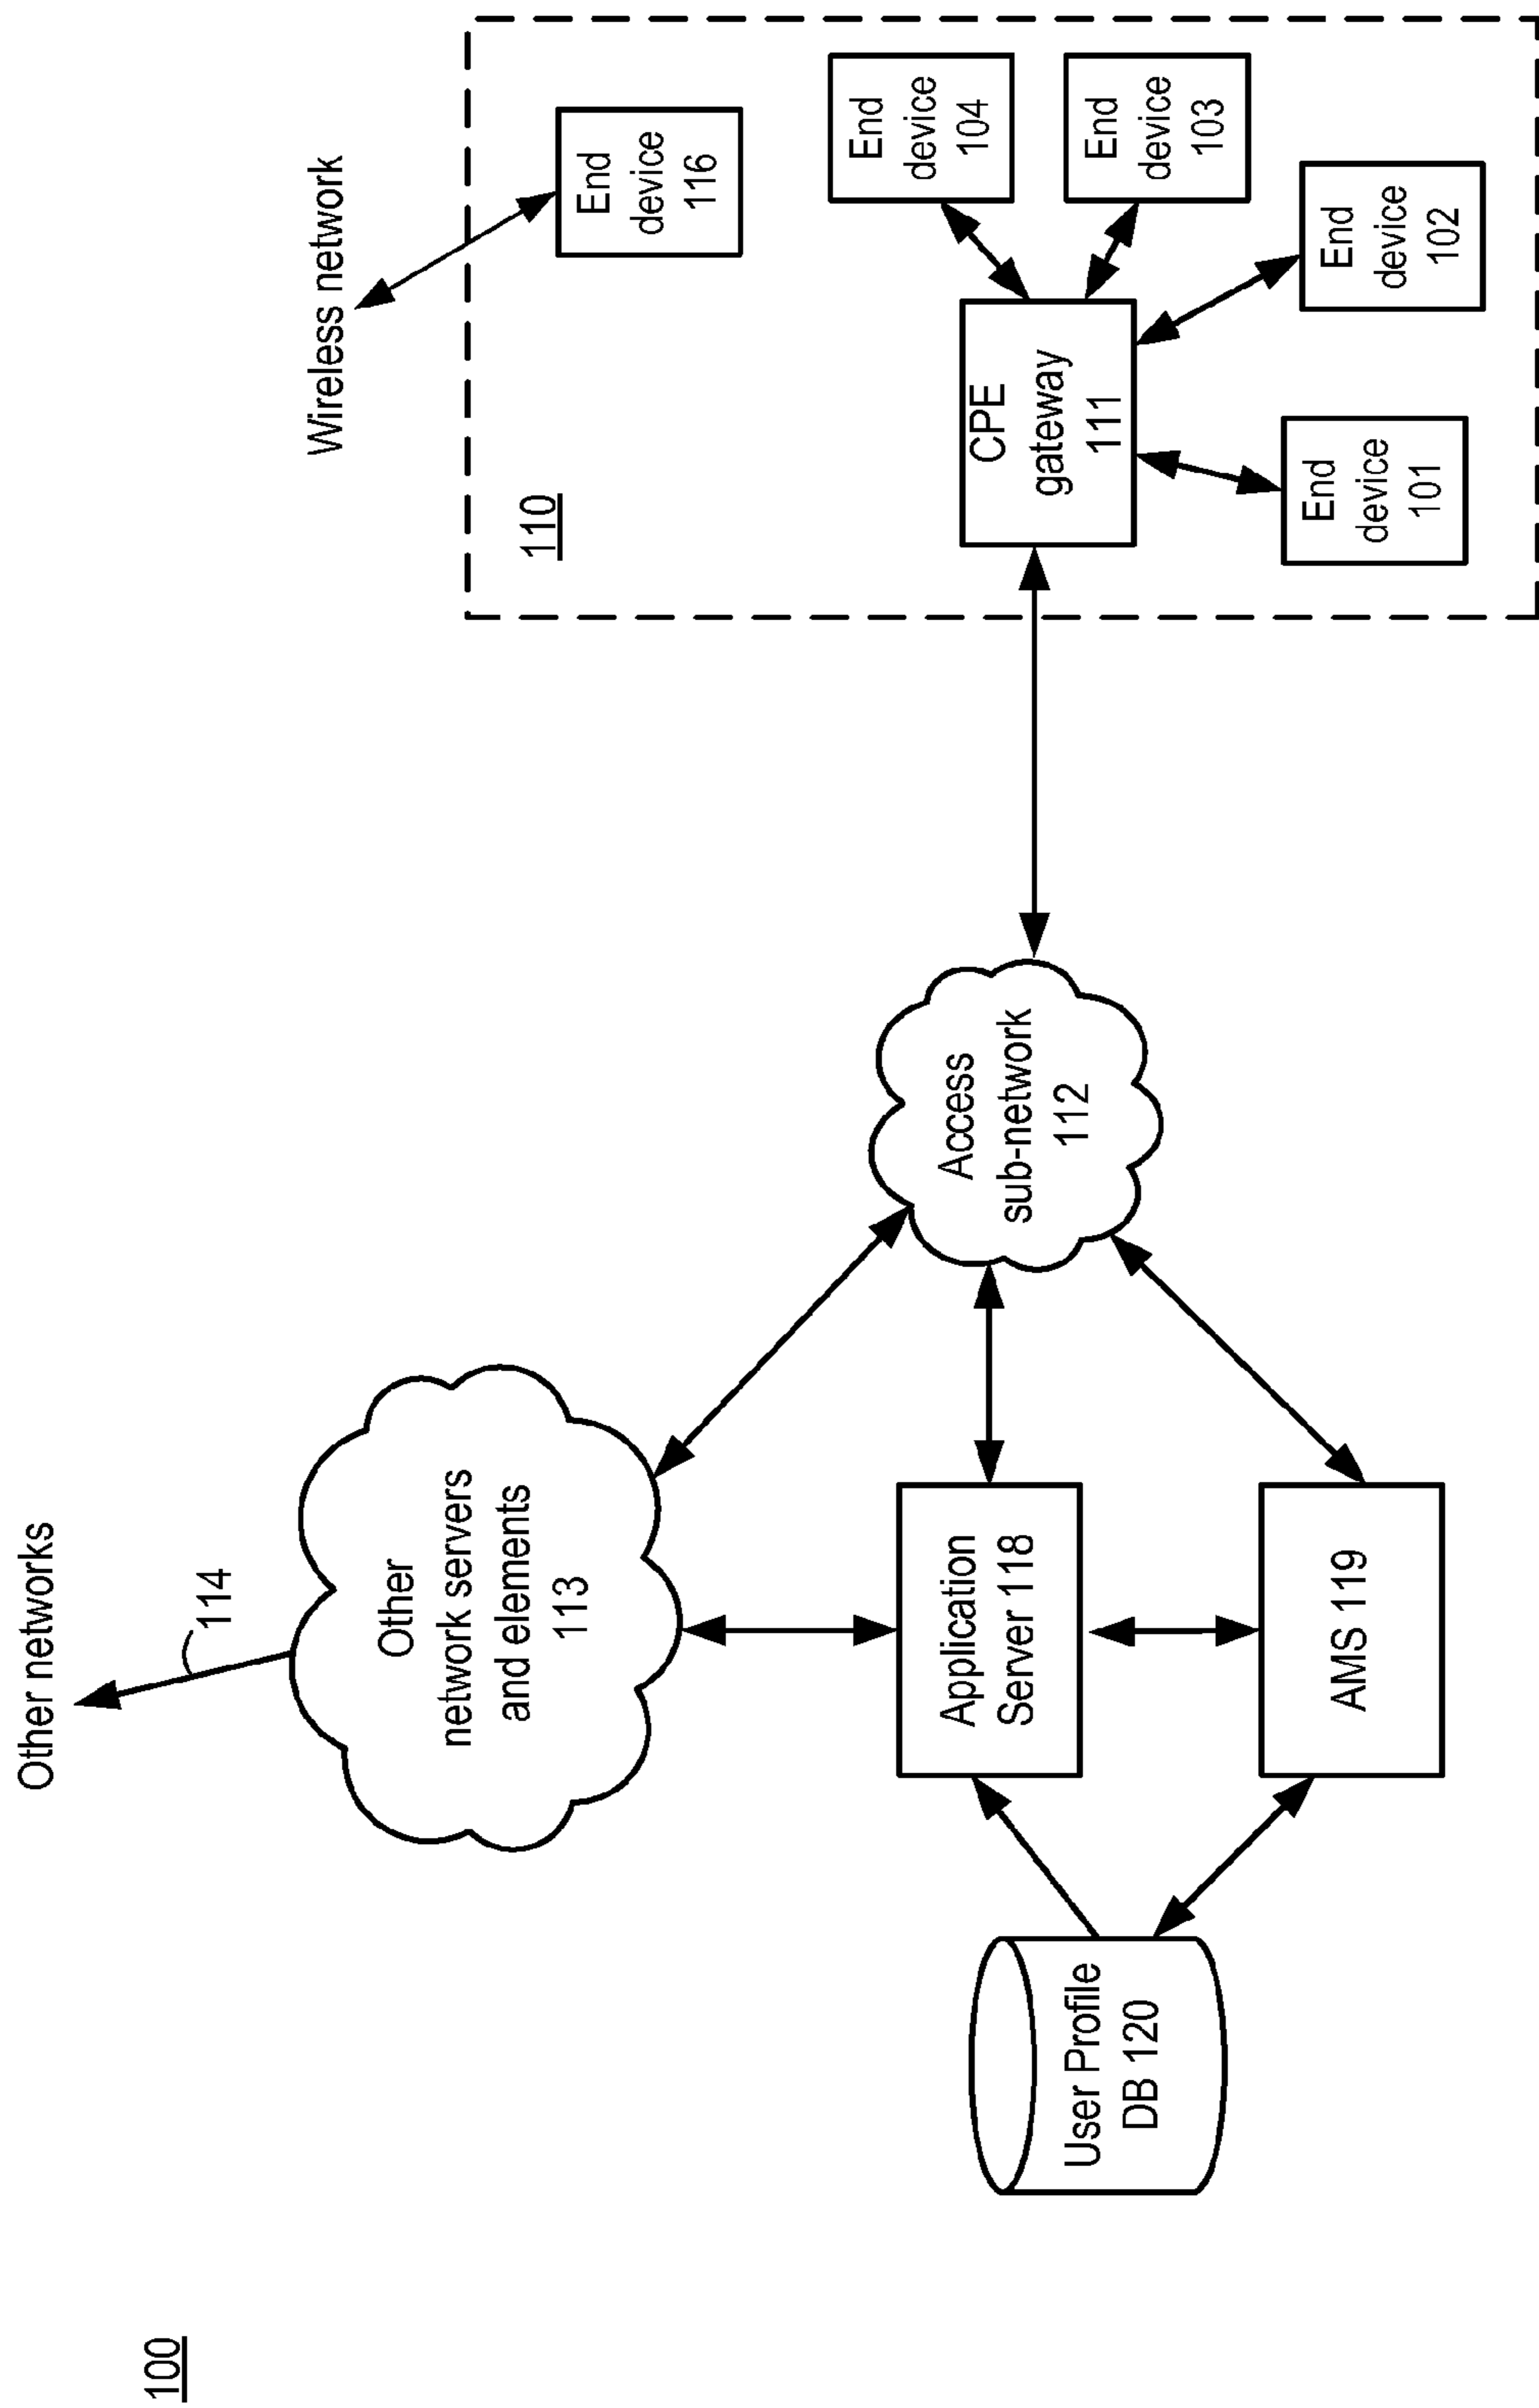 100
Other networks
114
Other
network servers
and elements
113
Wireless network
110
End
device
116
User Profile
DB 120
Application
Server 118
AMS 119
Access
sub-network
112
CPE
gateway
111
End
device
104
End
device
103
End
device
102
End
device
101